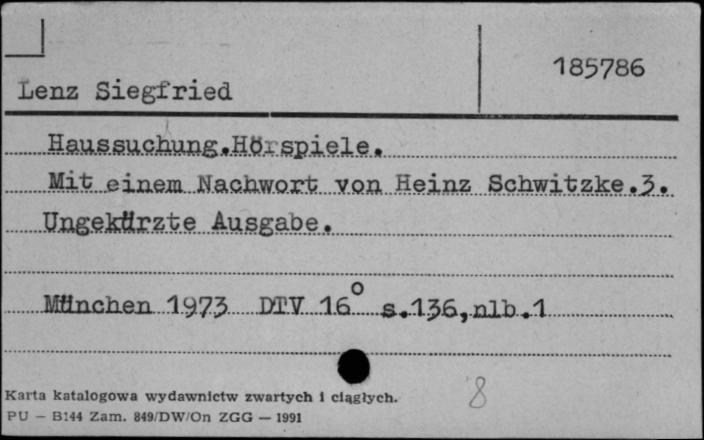 185786
Lenz Siegfried
Haussuchung.Hörspiele.
Mit einem Nachwort von Heinz Schwitzke.3.
Ungekürzte Ausgabe.
München 1973 DTV 16° s.136,nlb.1
Karta katalogowa wydawnictw zwartych i ciągłych.
8
PU – B144 Zam. 849/DW/On ZGG – 1991